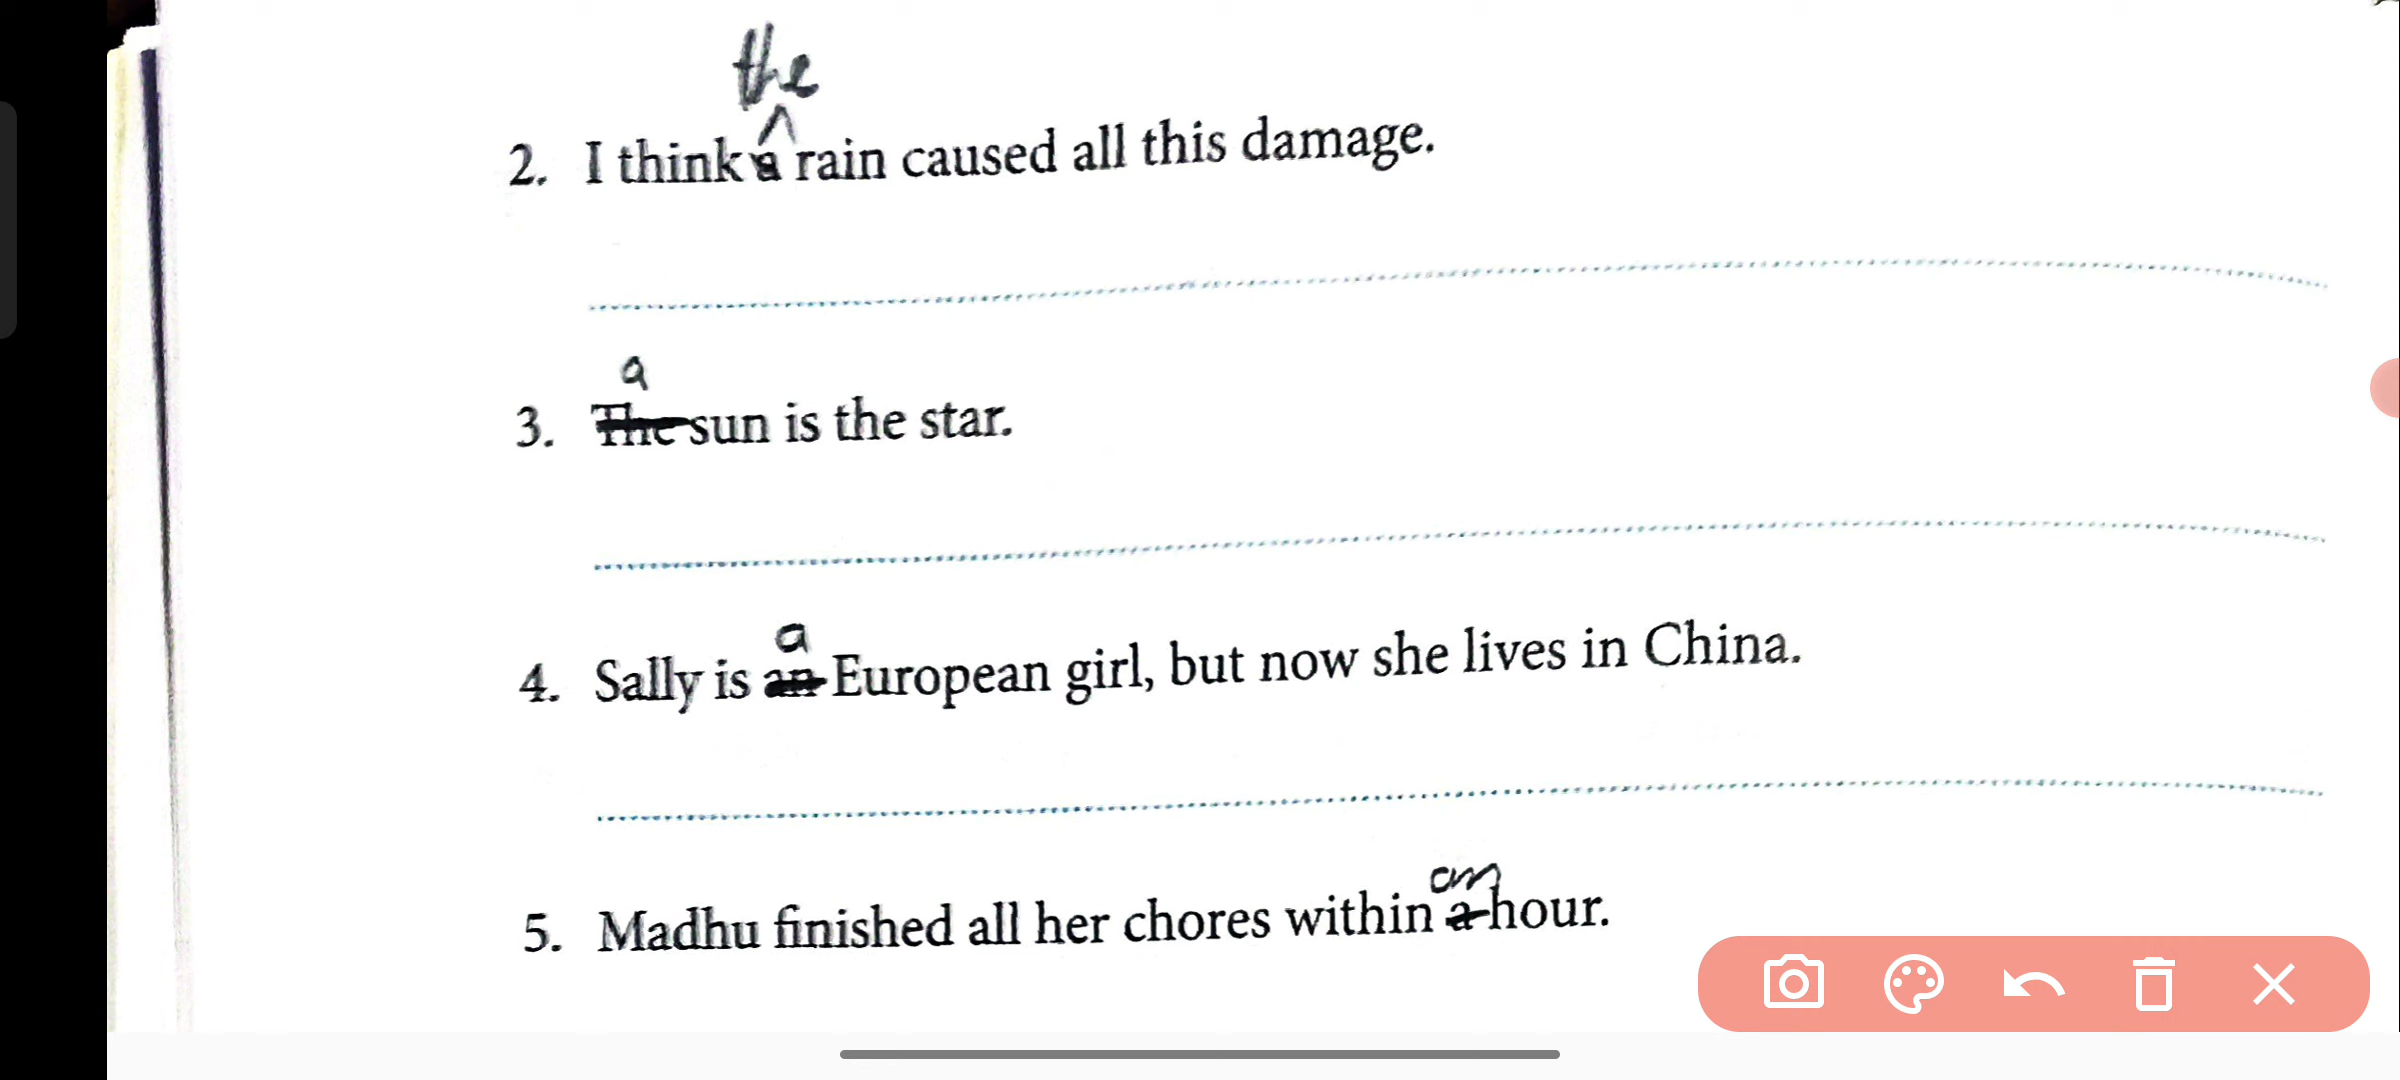 the
2. I think a rain caused all this damage.
a
3. The sun is the star.
a
4. Sally is an European girl, but now she lives in China.
an
5. Madhu finished all her chores within a hour.